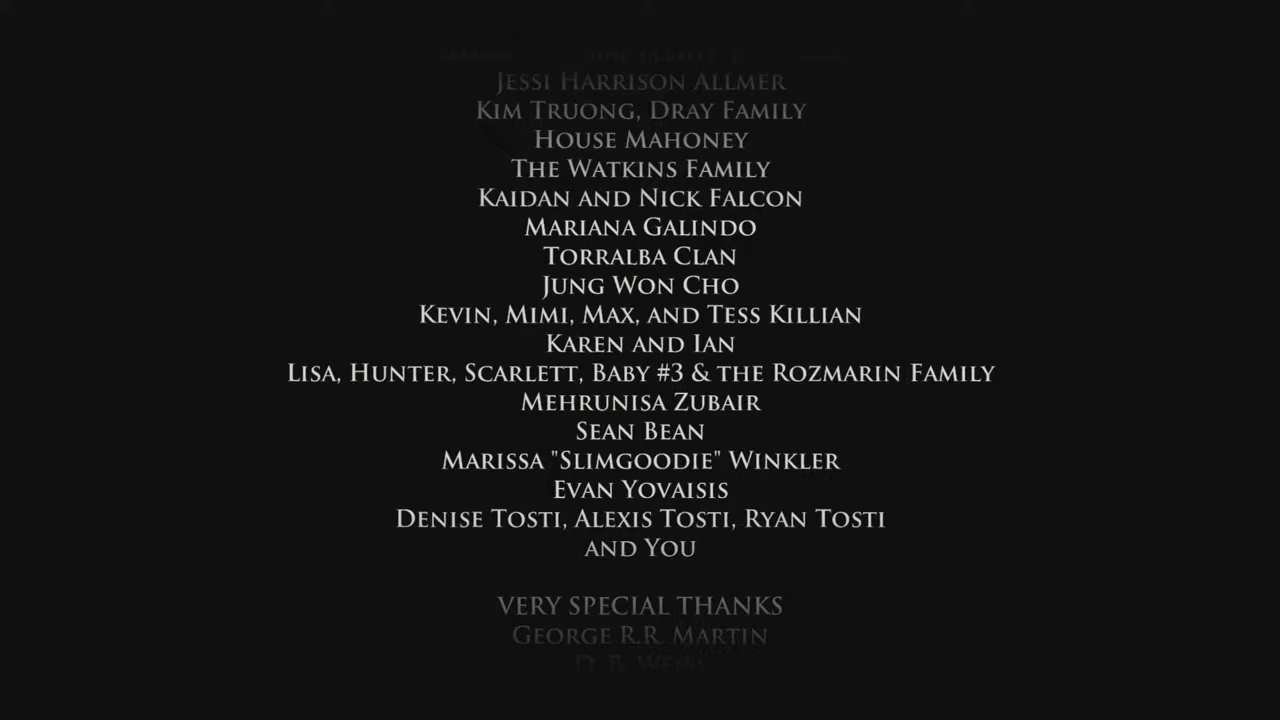 Jessi Harrison Allmer
Kim Truong, Dray Family
House Mahoney
The Watkins Family
Kaidan and Nick Falcon
Mariana Galindo
Torralba Clan
Jung Won Cho
Kevin, Mimi, Max, and Tess Killian
Karen and Ian
Lisa, Hunter, Scarlett, Baby #3 & the Rozmarin Family
Mehrunisa Zubair
Sean Bean
Marissa "Slimgoodie" Winkler
Evan Yovaisis
Denise Tosti, Alexis Tosti, Ryan Tosti
and You
VERY SPECIAL THANKS
George R.R. Martin
D. B. Weiss